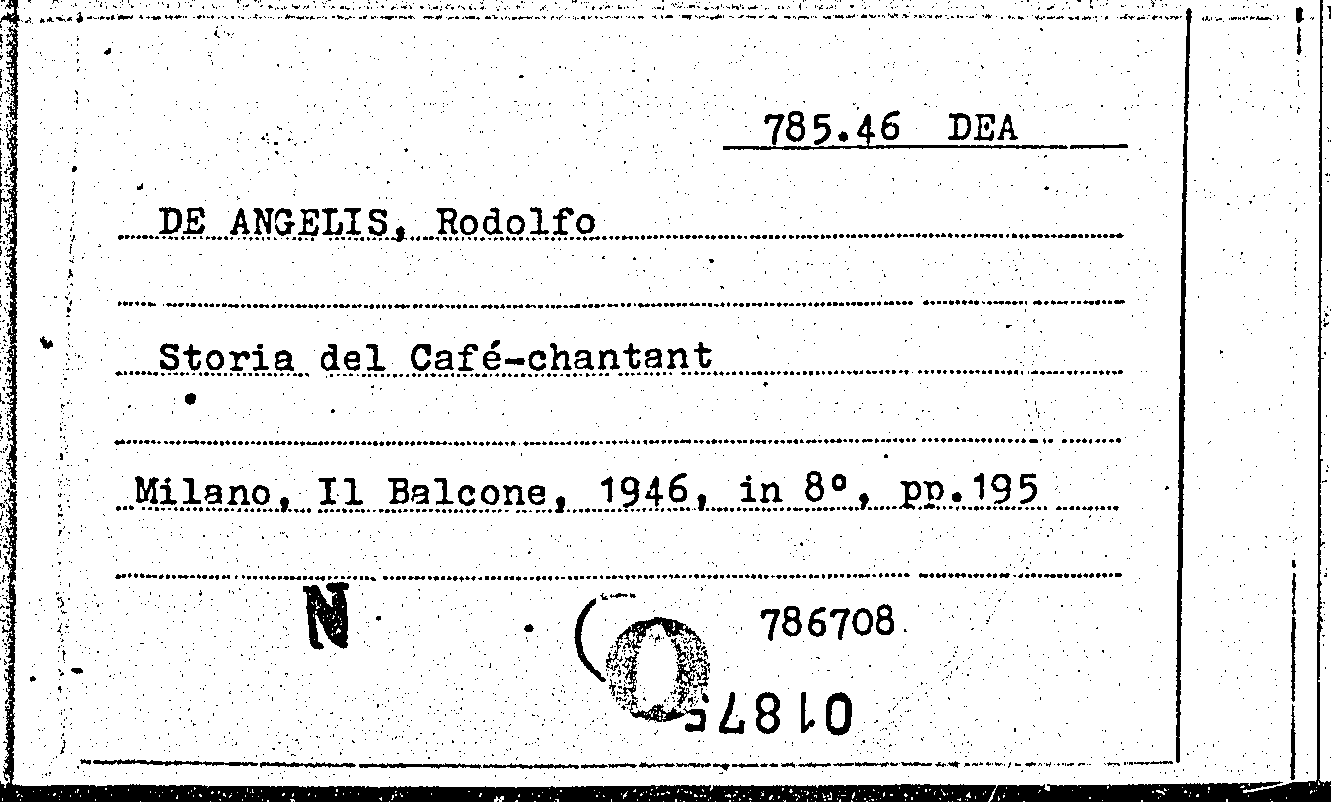 785.46 DEA
DE ANGELIS, Rodolfo
Storia del Café-chantant
Milano, Il Balcone, 1946, in 8°, pp.195
N
786708